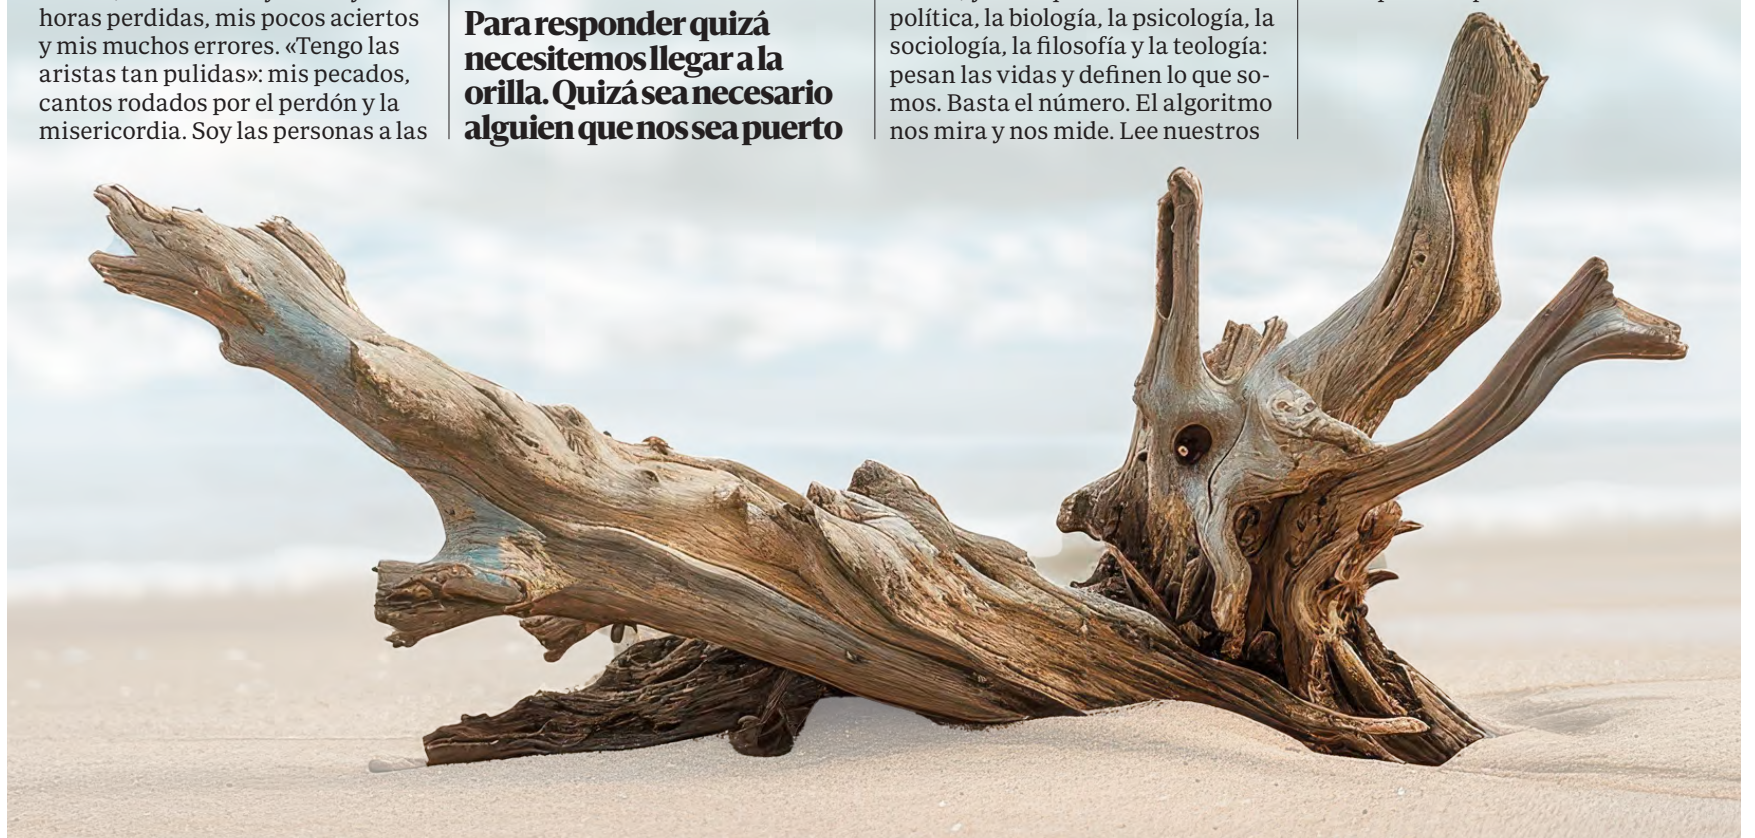 horas perdidas, mis pocos aciertos
y mis muchos errores. «Tengo las
aristas tan pulidas»: mis pecados,
cantos rodados por el perdón y la
misericordia. Soy las personas a las
Para responder quizá
necesitemos llegar a la
orilla. Quizá sea necesario
alguien que nos sea puerto
política, la biología, la psicología, la
sociología, la filosofía y la teología:
pesan las vidas y definen lo que so-
mos. Basta el número. El algoritmo
nos mira y nos mide. Lee nuestros